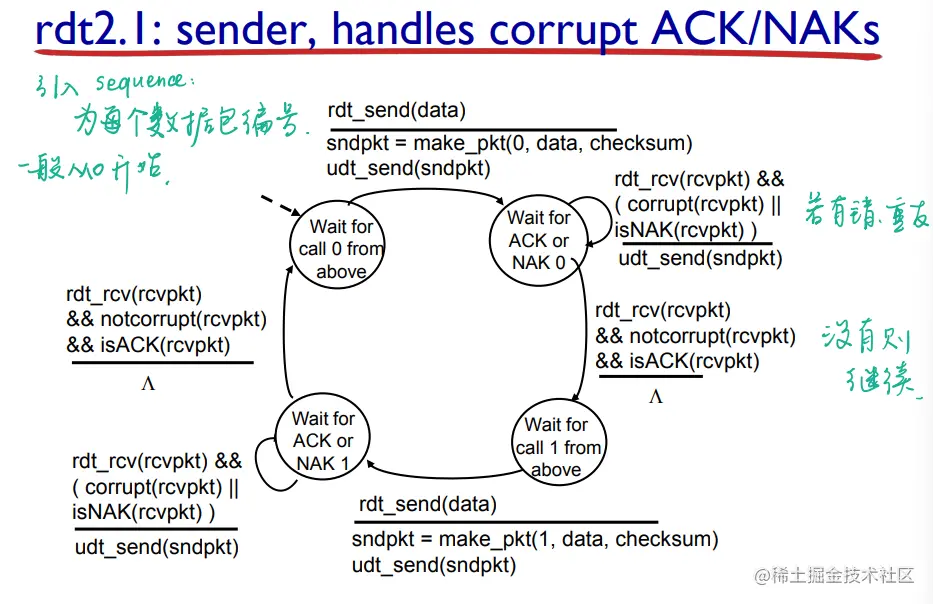 rdt2.1: sender, handles corrupt ACK/NAKs
引入 sequence:
为每个数据包编号.
一般从0开始.
rdt_send(data)
sndpkt = make_pkt(0, data, checksum)
udt_send(sndpkt)
Wait for
call 0 from
above
Wait for
ACK or
NAK 0
rdt_rcv(rcvpkt) &&
( corrupt(rcvpkt) ||
isNAK(rcvpkt) )
udt_send(sndpkt)
若有错、重发
rdt_rcv(rcvpkt)
&& notcorrupt(rcvpkt)
&& isACK(rcvpkt)
Λ
rdt_rcv(rcvpkt)
&& notcorrupt(rcvpkt)
&& isACK(rcvpkt)
Λ
没有则
继续.
Wait for
ACK or
NAK 1
Wait for
call 1 from
above
rdt_rcv(rcvpkt) &&
( corrupt(rcvpkt) ||
isNAK(rcvpkt) )
udt_send(sndpkt)
rdt_send(data)
sndpkt = make_pkt(1, data, checksum)
udt_send(sndpkt)
@稀土掘金技术社区